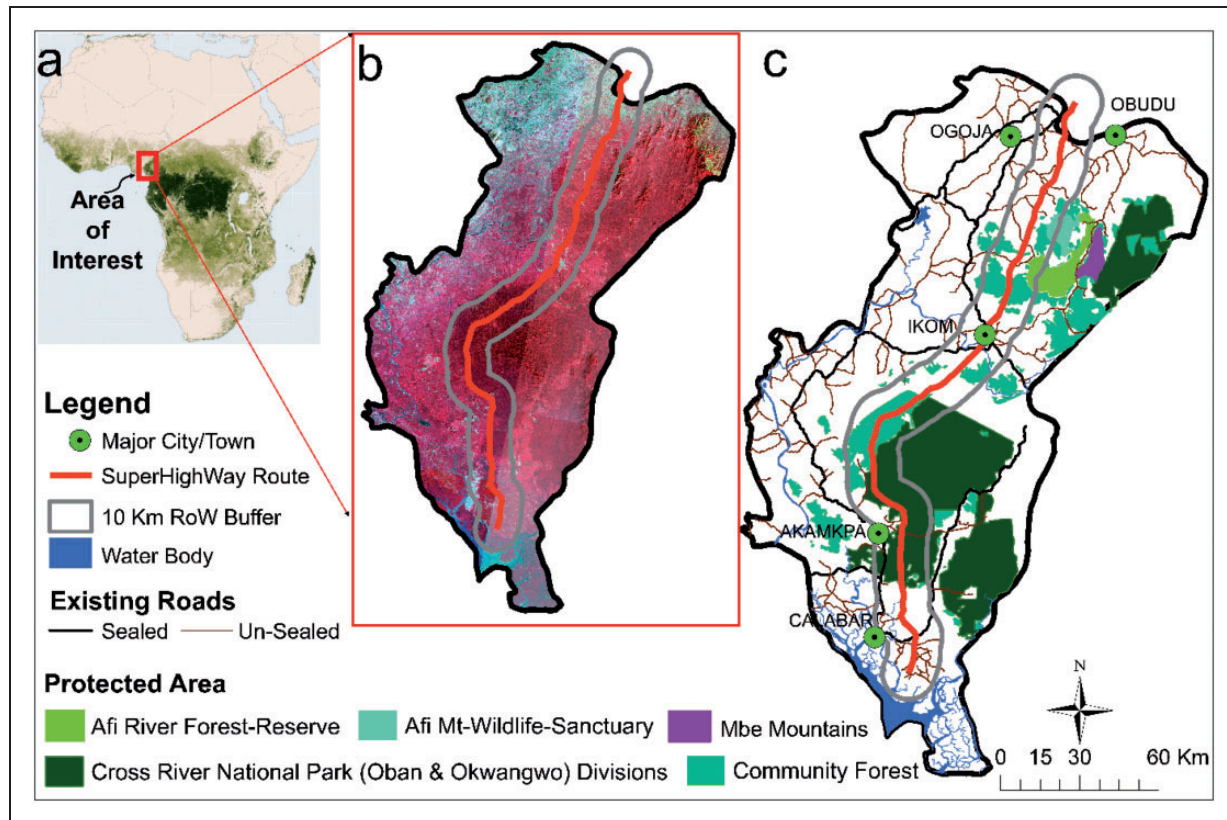 a
Area
of
Interest
b
c
OBUDU
OGOJA
IKOM
AKAMKPA
CALABAR
Legend
Major City/Town
SuperHighWay Route
10 Km RoW Buffer
Water Body
Existing Roads
Sealed Un-Sealed
Protected Area
Afi River Forest-Reserve Afi Mt-Wildlife-Sanctuary Mbe Mountains
Cross River National Park (Oban & Okwangwo) Divisions Community Forest
N
0 15 30 60 Km